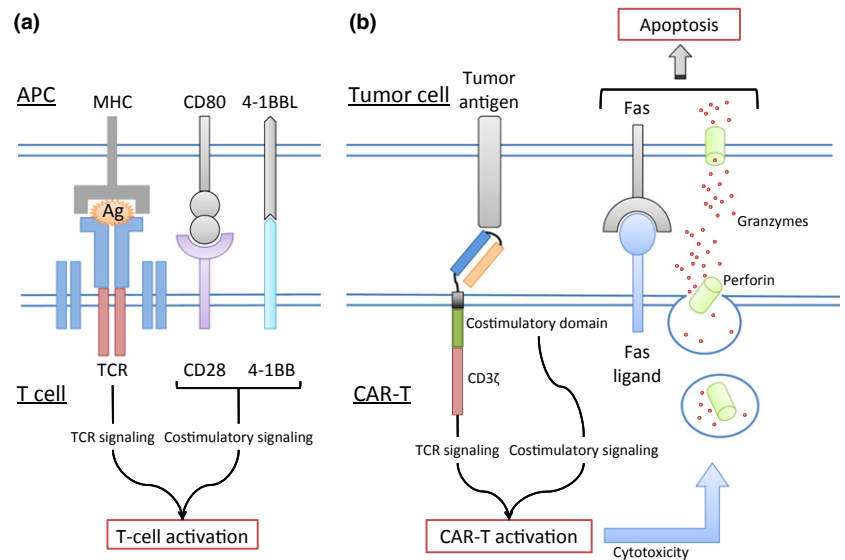 (a)
APC
MHC
CD80
4-1BBL
Ag
TCR
CD28
4-1BB
T cell
TCR signaling
Costimulatory signaling
T-cell activation
(b)
Apoptosis
Tumor cell
Tumor
antigen
Fas
Granzymes
Perforin
Costimulatory domain
Fas
ligand
CD3ζ
CAR-T
TCR signaling
Costimulatory signaling
CAR-T activation
Cytotoxicity